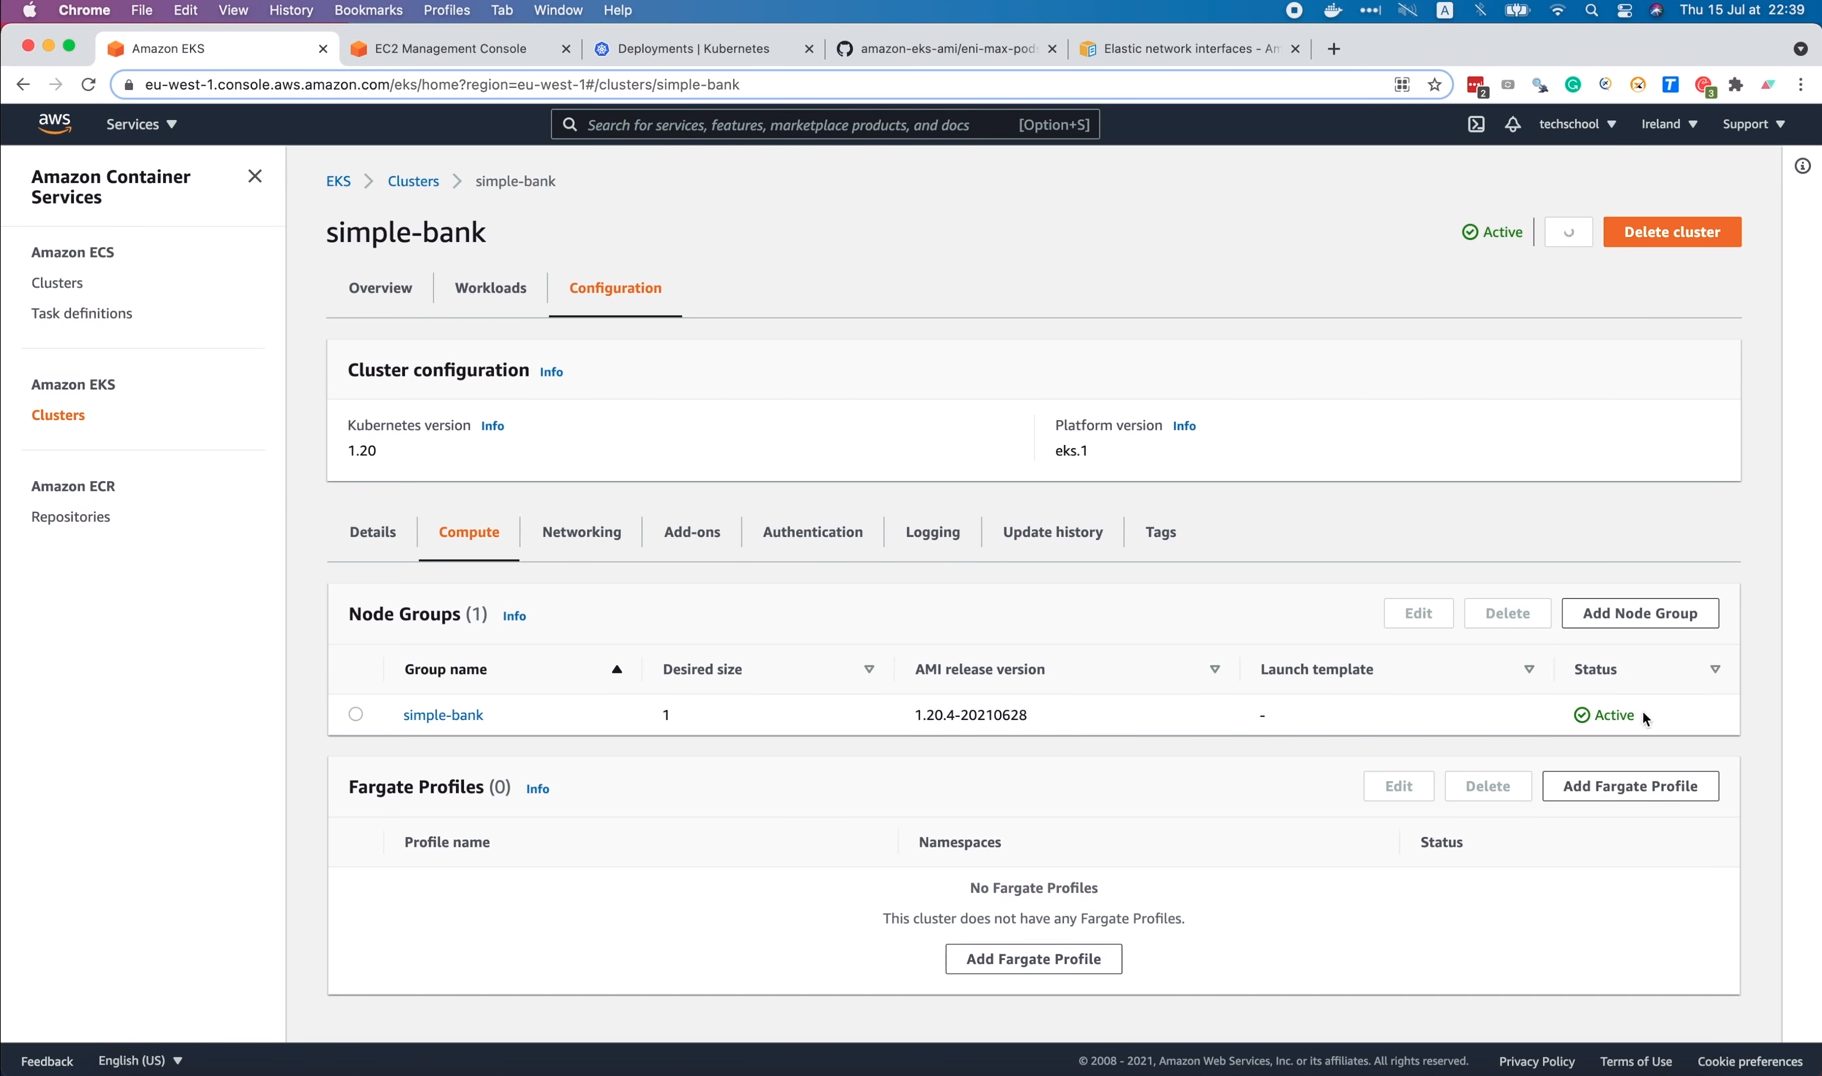 Chrome File Edit View History Bookmarks Profiles Tab Window Help A Thu 15 Jul at 22:39
Amazon EKS EC2 Management Console Deployments | Kubernetes amazon-eks-ami/eni-max-pods Elastic network interfaces - Am
eu-west-1.console.aws.amazon.com/eks/home?region=eu-west-1#/clusters/simple-bank 2 T 3
aws Services Search for services, features, marketplace products, and docs [Option+S] techschool Ireland Support
Amazon Container
Services
Amazon ECS
Clusters
Task definitions
Amazon EKS
Clusters
Amazon ECR
Repositories
EKS Clusters simple-bank
simple-bank
Active Delete cluster
Overview Workloads Configuration
Cluster configuration Info
Kubernetes version Info Platform version Info
1.20 eks.1
Details Compute Networking Add-ons Authentication Logging Update history Tags
Node Groups (1) Info Edit Delete Add Node Group
Group name Desired size AMI release version Launch template Status
simple-bank 1 1.20.4-20210628 - Active
Fargate Profiles (0) Info Edit Delete Add Fargate Profile
Profile name Namespaces Status
No Fargate Profiles
This cluster does not have any Fargate Profiles.
Add Fargate Profile
Feedback English (US) © 2008 - 2021, Amazon Web Services, Inc. or its affiliates. All rights reserved. Privacy Policy Terms of Use Cookie preferences